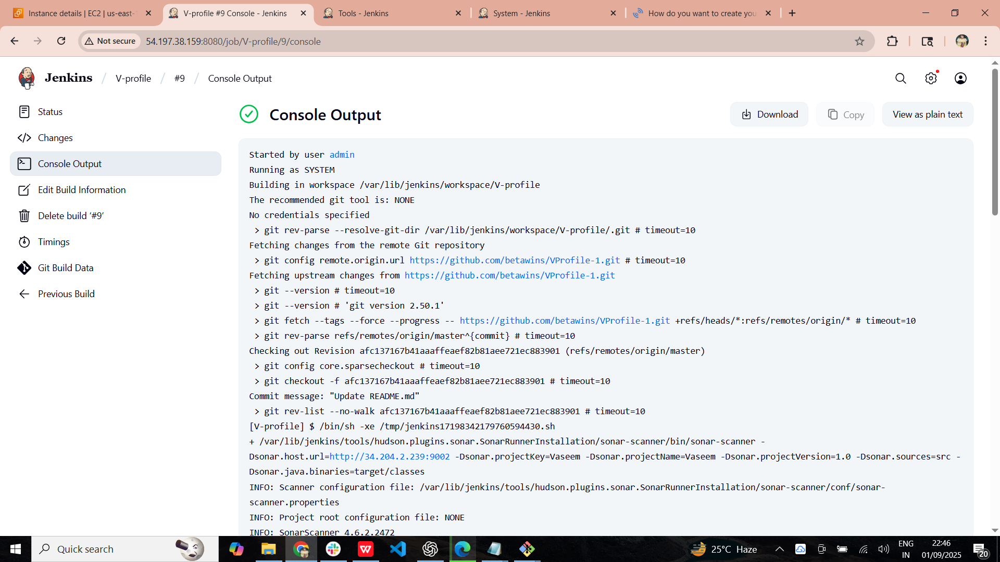 Instance details | EC2 | us-east-1
V-profile #9 Console - Jenkins
Tools - Jenkins
System - Jenkins
How do you want to create you
Not secure
54.197.38.159:8080/job/V-profile/9/console
Jenkins / V-profile / #9 / Console Output
Status
Changes
Console Output
Edit Build Information
Delete build ‘#9’
Timings
Git Build Data
Previous Build
Console Output
Download
Copy
View as plain text
Started by user admin
Running as SYSTEM
Building in workspace /var/lib/jenkins/workspace/V-profile
The recommended git tool is: NONE
No credentials specified
> git rev-parse --resolve-git-dir /var/lib/jenkins/workspace/V-profile/.git # timeout=10
Fetching changes from the remote Git repository
> git config remote.origin.url https://github.com/betawins/VProfile-1.git # timeout=10
Fetching upstream changes from https://github.com/betawins/VProfile-1.git
> git --version # timeout=10
> git --version # 'git version 2.50.1'
> git fetch --tags --force --progress -- https://github.com/betawins/VProfile-1.git +refs/heads/*:refs/remotes/origin/* # timeout=10
> git rev-parse refs/remotes/origin/master^{commit} # timeout=10
Checking out Revision afc137167b41aaaffeaef82b81aee721ec883901 (refs/remotes/origin/master)
> git config core.sparsecheckout # timeout=10
> git checkout -f afc137167b41aaaffeaef82b81aee721ec883901 # timeout=10
Commit message: "Update README.md"
> git rev-list --no-walk afc137167b41aaaffeaef82b81aee721ec883901 # timeout=10
[V-profile] $ /bin/sh -xe /tmp/jenkins17198342179760594430.sh
+ /var/lib/jenkins/tools/hudson.plugins.sonar.SonarRunnerInstallation/sonar-scanner/bin/sonar-scanner -
Dsonar.host.url=http://34.204.2.239:9002 -Dsonar.projectKey=Vaseem -Dsonar.projectName=Vaseem -Dsonar.projectVersion=1.0 -Dsonar.sources=src -
Dsonar.java.binaries=target/classes
INFO: Scanner configuration file: /var/lib/jenkins/tools/hudson.plugins.sonar.SonarRunnerInstallation/sonar-scanner/conf/sonar-
scanner.properties
INFO: Project root configuration file: NONE
INFO: SonarScanner 4.6.2.2472
Quick search
25°C Haze
ENG
IN
22:46
01/09/2025
20